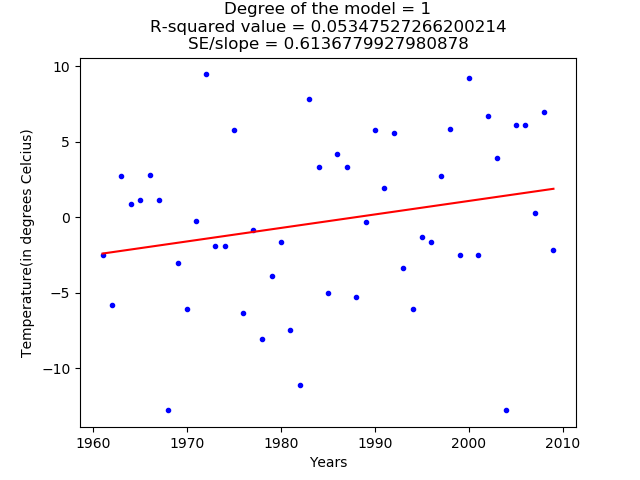 Degree of the model = 1
R-squared value = 0.05347527266200214
SE/slope = 0.6136779927980878
10
5
0
−5
−10
Temperature(in degrees Celcius)
1960 1970 1980 1990 2000 2010
Years